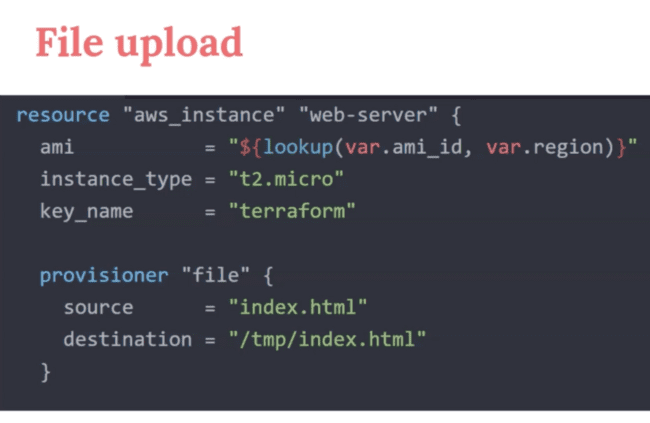 File upload
resource "aws_instance" "web-server" {
  ami           = "${lookup(var.ami_id, var.region)}"
  instance_type = "t2.micro"
  key_name      = "terraform"

  provisioner "file" {
    source      = "index.html"
    destination = "/tmp/index.html"
  }